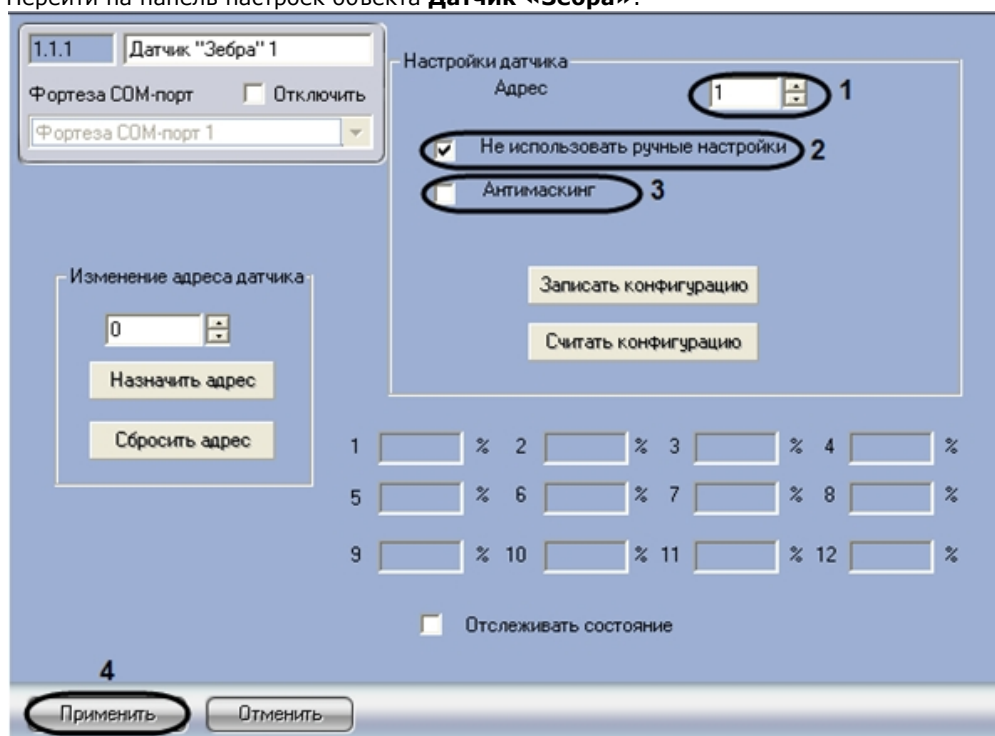 Перейти на панель настроек объекта Датчик «Зебра».
1.1.1 Датчик "Зебра" 1
Фортеза COM-порт Отключить
Фортеза COM-порт 1
Настройки датчика
Адрес 1 1
Не использовать ручные настройки 2
Антимаскинг 3
Записать конфигурацию
Считать конфигурацию
Изменение адреса датчика
0
Назначить адрес
Сбросить адрес
1 % 2 % 3 % 4 %
5 % 6 % 7 % 8 %
9 % 10 % 11 % 12 %
Отслеживать состояние
4
Применить Отменить